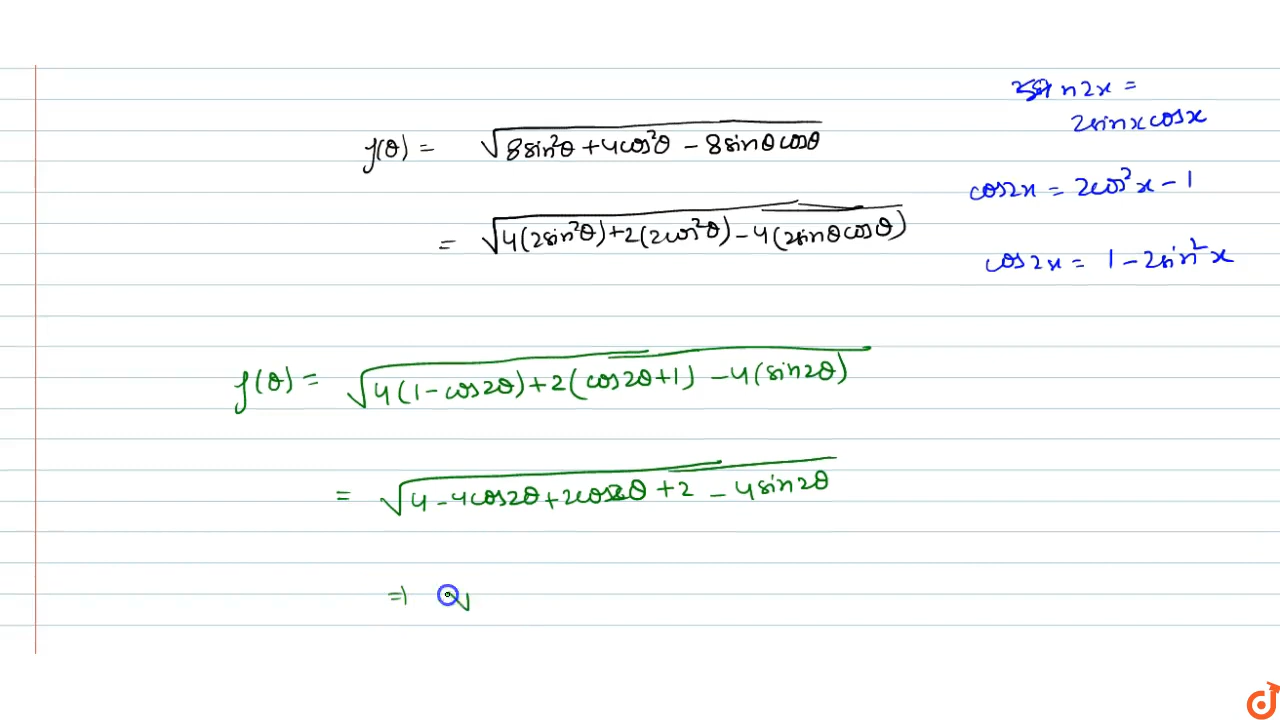 sin2x =
2sinxcosx
f(θ) = √8sin²θ + 4cos²θ - 8sinθcosθ
cos2x = 2cos²x - 1
= √4(2sin²θ) + 2(2cos²θ) - 4(2sinθcosθ)
cos2x = 1 - 2sin²x
f(θ) = √4(1 - cos2θ) + 2(cos2θ + 1) - 4(sin2θ)
= √4 - 4cos2θ + 2cos2θ + 2 - 4sin2θ
⇒ √